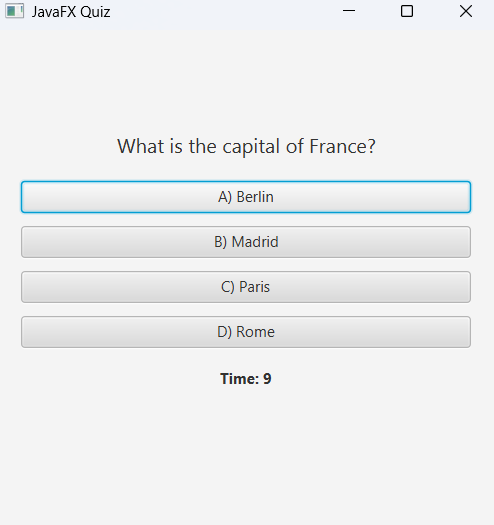 JavaFX Quiz
What is the capital of France?
A) Berlin
B) Madrid
C) Paris
D) Rome
Time: 9